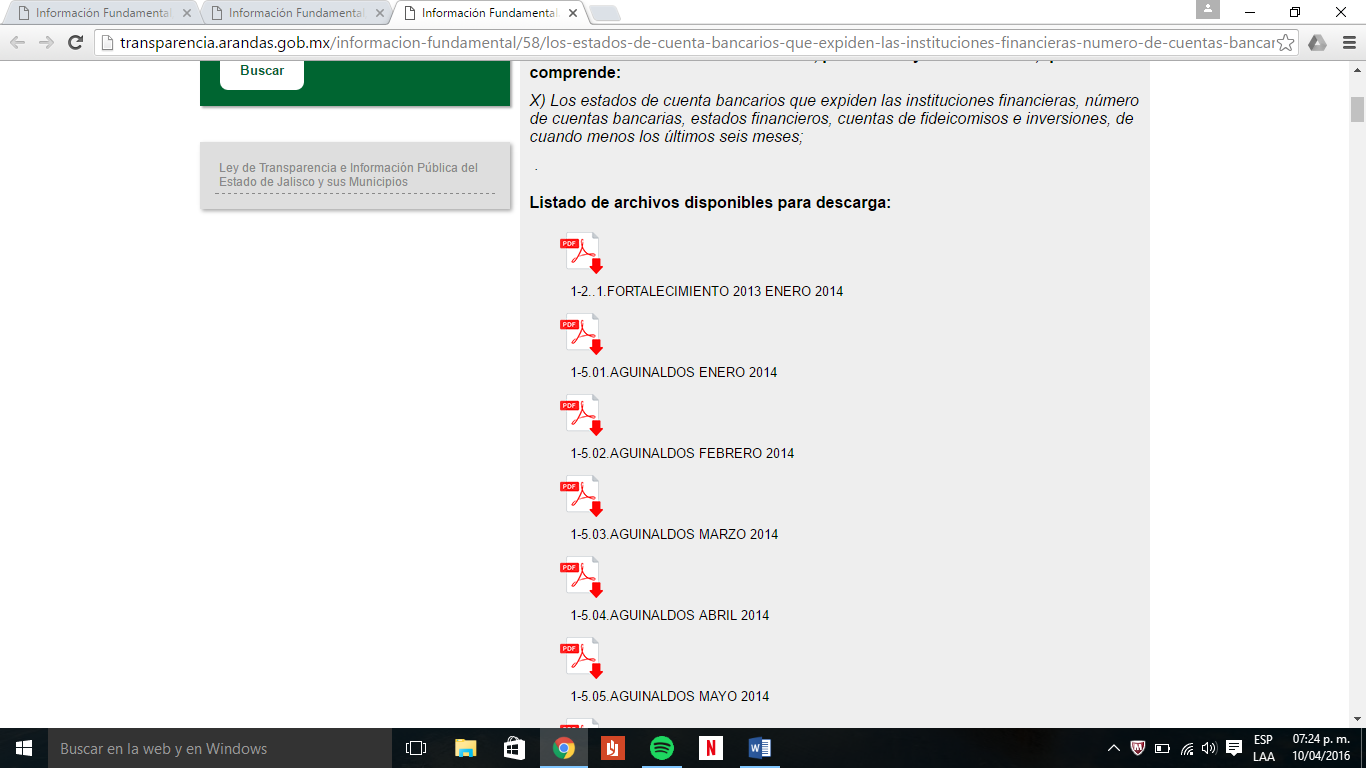 Información Fundamental
Información Fundamental
Información Fundamental
transparencia.arandas.gob.mx/informacion-fundamental/58/los-estados-de-cuenta-bancarios-que-expiden-las-instituciones-financieras-numero-de-cuentas-bancar
Buscar
Ley de Transparencia e Información Pública del
Estado de Jalisco y sus Municipios
comprende:
X) Los estados de cuenta bancarios que expiden las instituciones financieras, número
de cuentas bancarias, estados financieros, cuentas de fideicomisos e inversiones, de
cuando menos los últimos seis meses;
.
Listado de archivos disponibles para descarga:
PDF
1-2..1.FORTALECIMIENTO 2013 ENERO 2014
PDF
1-5.01.AGUINALDOS ENERO 2014
PDF
1-5.02.AGUINALDOS FEBRERO 2014
PDF
1-5.03.AGUINALDOS MARZO 2014
PDF
1-5.04.AGUINALDOS ABRIL 2014
PDF
1-5.05.AGUINALDOS MAYO 2014
Buscar en la web y en Windows
N
W
ESP
LAA
07:24 p. m.
10/04/2016